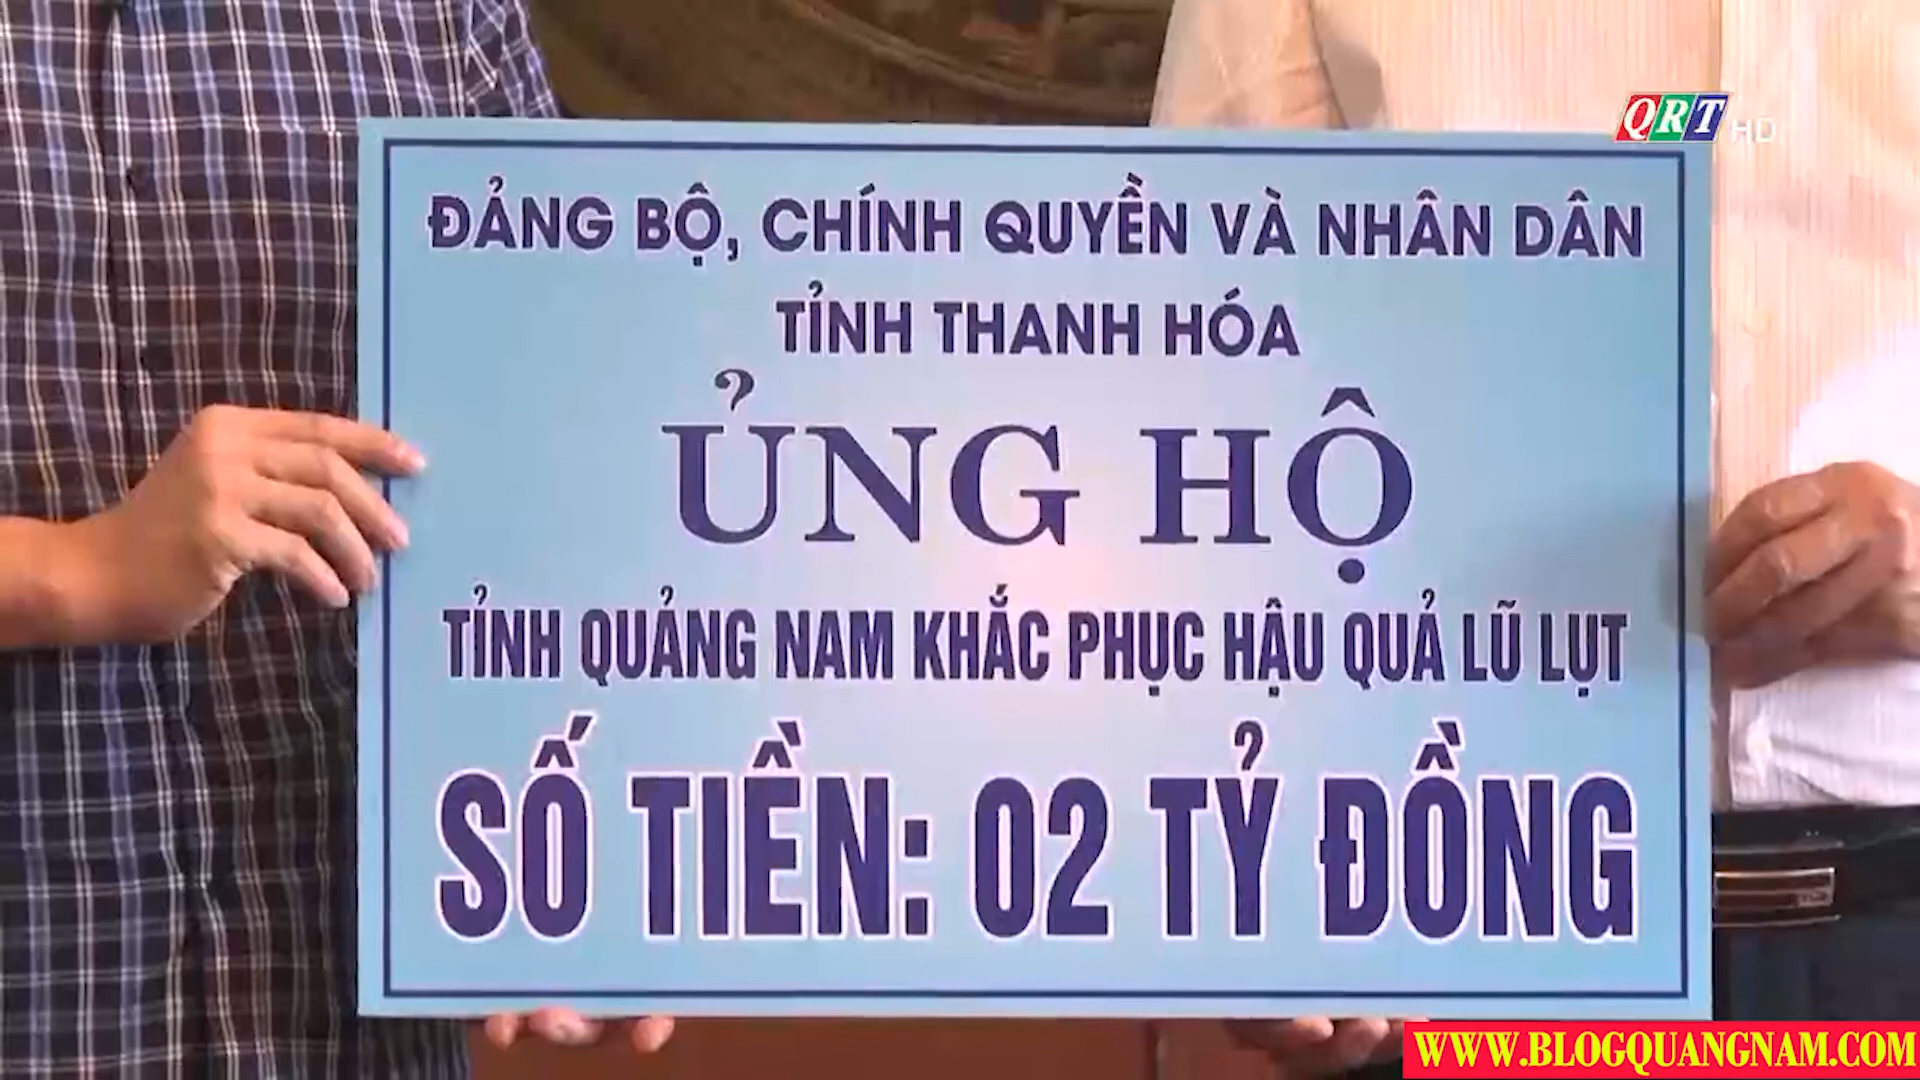 QRT HD
ĐẢNG BỘ, CHÍNH QUYỀN VÀ NHÂN DÂN
TỈNH THANH HÓA
ỦNG HỘ
TỈNH QUẢNG NAM KHẮC PHỤC HẬU QUẢ LŨ LỤT
SỐ TIỀN: 02 TỶ ĐỒNG
WWW.BLOGQUANGNAM.COM